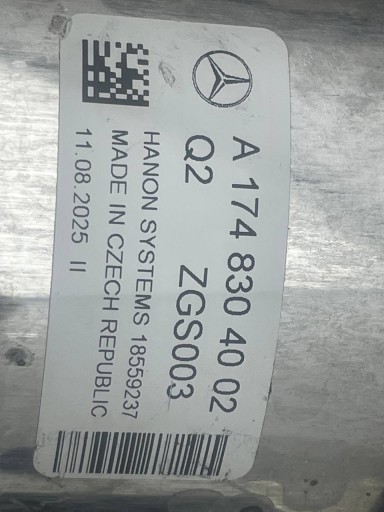 A 174 830 40 02
Q2 ZGS003
HANON SYSTEMS 18559237
MADE IN CZECH REPUBLIC
11.08.2025 II